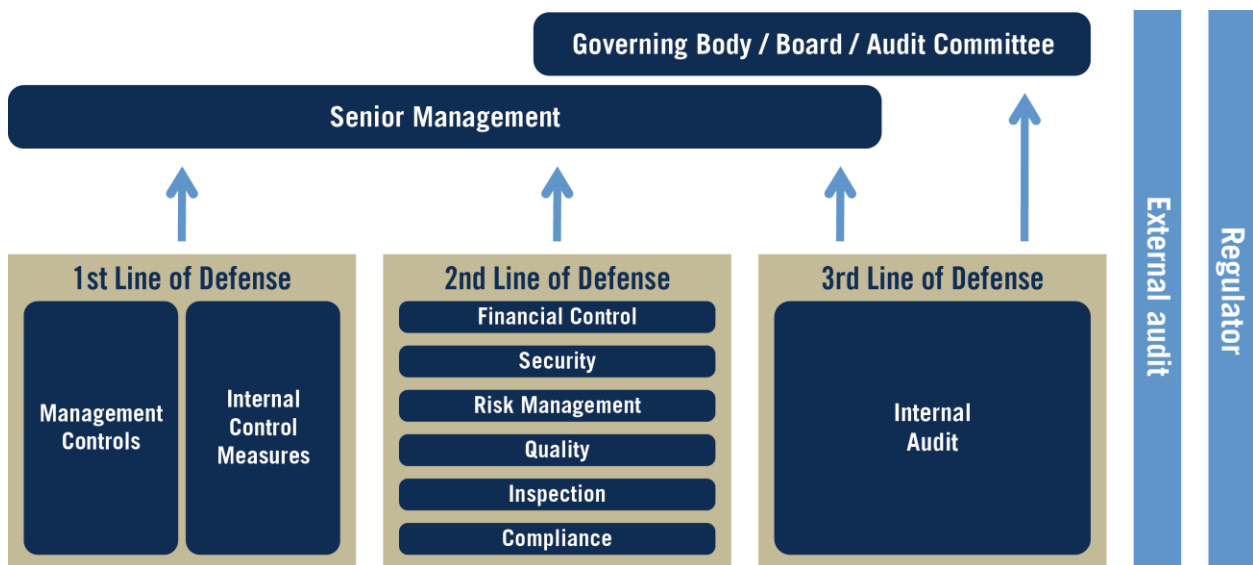 Governing Body / Board / Audit Committee
Senior Management
1st Line of Defense
Management
Controls
Internal
Control
Measures
2nd Line of Defense
Financial Control
Security
Risk Management
Quality
Inspection
Compliance
3rd Line of Defense
Internal
Audit
External audit
Regulator